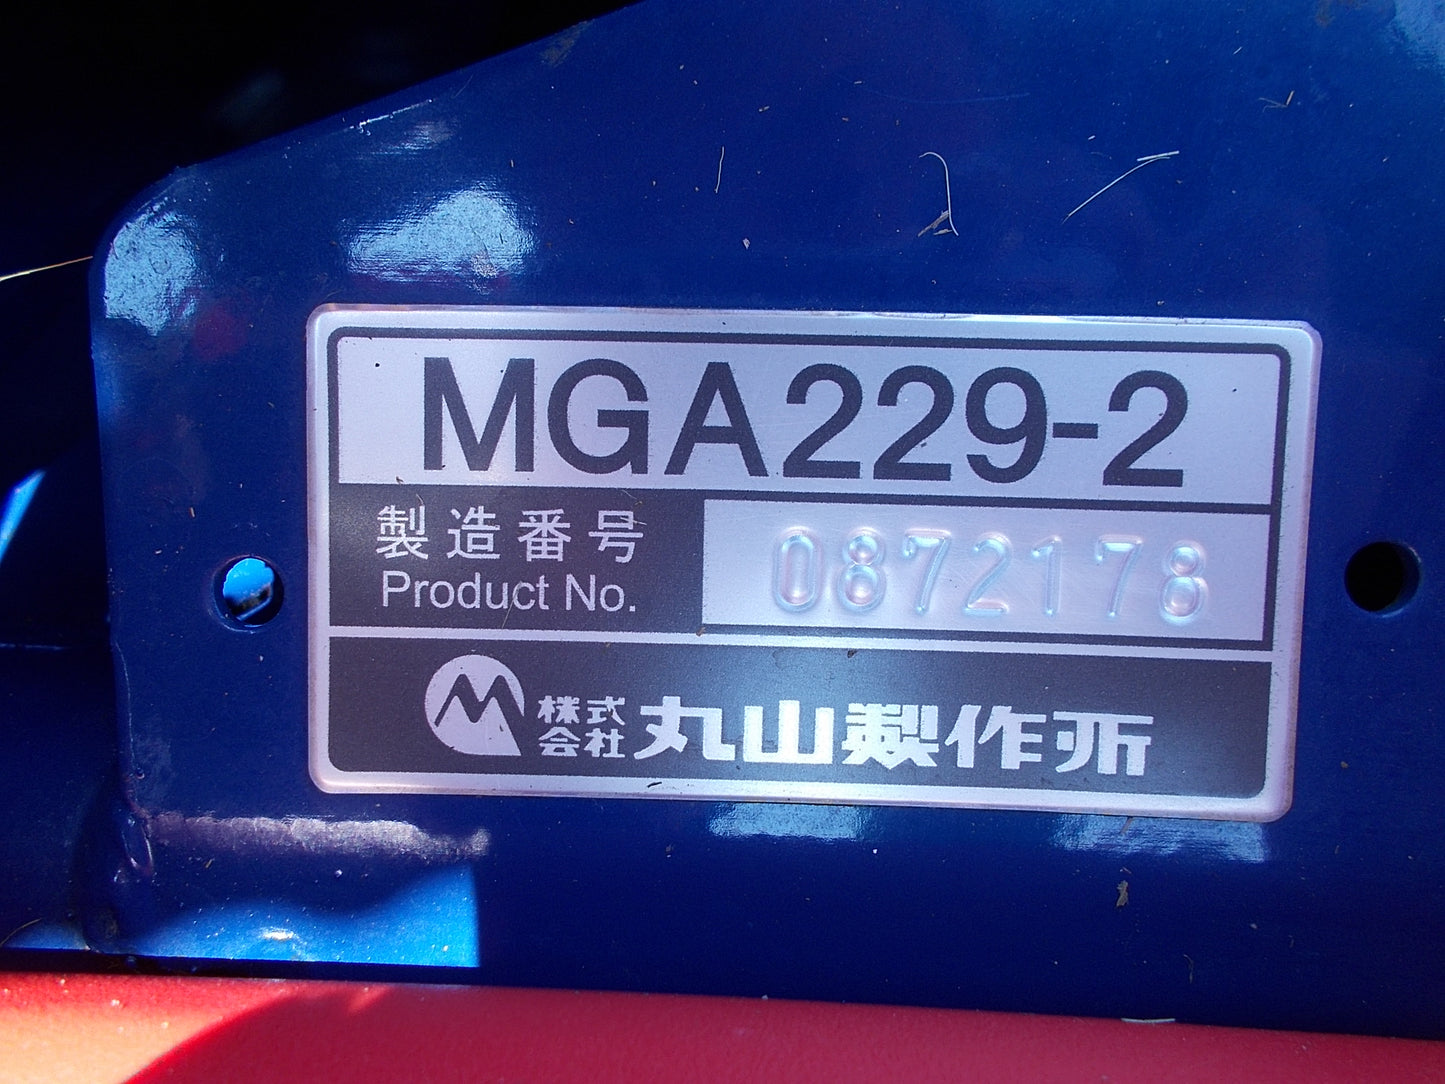 MGA229-2
製造番号
Product No.
0872178
株式会社 丸山製作所